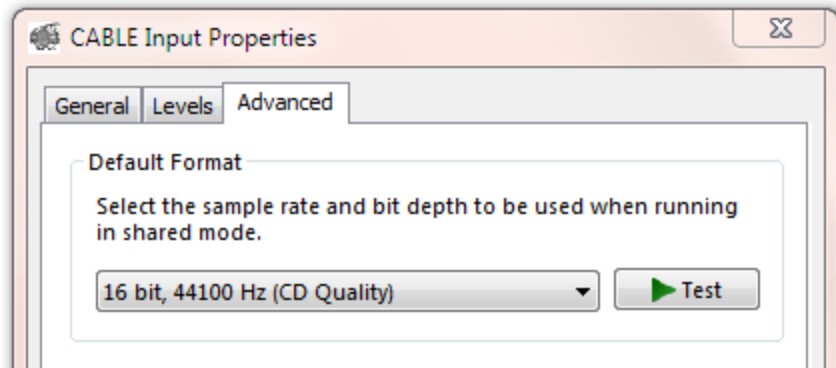 CABLE Input Properties
General Levels Advanced
Default Format
Select the sample rate and bit depth to be used when running
in shared mode.
16 bit, 44100 Hz (CD Quality)
Test